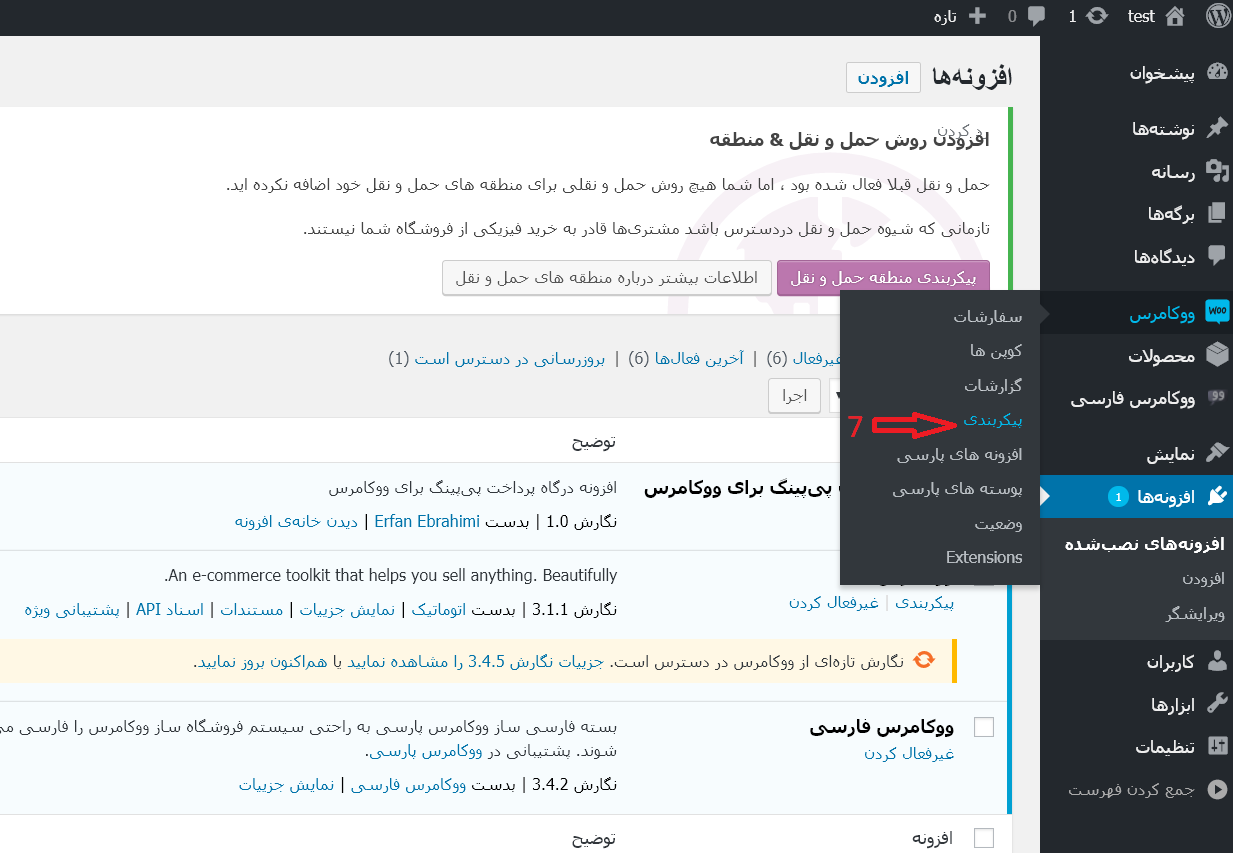 test
1
0
تازه
پیشخوان
نوشته‌ها
رسانه
برگه‌ها
دیدگاه‌ها
ووکامرس
محصولات
ووکامرس فارسی
نمایش
افزونه‌ها 1
افزونه‌های نصب‌شده
افزودن
ویرایشگر
کاربران
ابزارها
تنظیمات
جمع کردن فهرست
سفارشات
کوپن ها
گزارشات
پیکربندی
7
افزونه های پارسی
پوسته های پارسی
وضعیت
Extensions
افزونه‌ها افزودن
کردن
افزودن روش حمل و نقل & منطقه
حمل و نقل قبلا فعال شده بود ، اما شما هیچ روش حمل و نقلی برای منطقه های حمل و نقل خود اضافه نکرده اید.
تازمانی که شیوه حمل و نقل دردسترس باشد مشتری‌ها قادر به خرید فیزیکی از فروشگاه شما نیستند.
پیکربندی منطقه حمل و نقل اطلاعات بیشتر درباره منطقه های حمل و نقل
غیرفعال (6) | آخرین فعال‌ها (6) | بروزرسانی در دسترس است (1)
اجرا
توضیح
پی‌پینگ برای ووکامرس
افزونه درگاه پرداخت پی‌پینگ برای ووکامرس
نگارش 1.0 | بدست Erfan Ebrahimi | دیدن خانه‌ی افزونه
پیکربندی | غیرفعال کردن
An e-commerce toolkit that helps you sell anything. Beautifully.
نگارش 3.1.1 | بدست اتوماتیک | نمایش جزییات | مستندات | اسناد API | پشتیبانی ویژه
نگارش تازه‌ای از ووکامرس در دسترس است. جزییات نگارش 3.4.5 را مشاهده نمایید یا هم‌اکنون بروز نمایید.
ووکامرس فارسی
غیرفعال کردن
بسته فارسی ساز ووکامرس پارسی به راحتی سیستم فروشگاه ساز ووکامرس را فارسی می
شوند. پشتیبانی در ووکامرس پارسی.
نگارش 3.4.2 | بدست ووکامرس فارسی | نمایش جزییات
افزونه توضیح